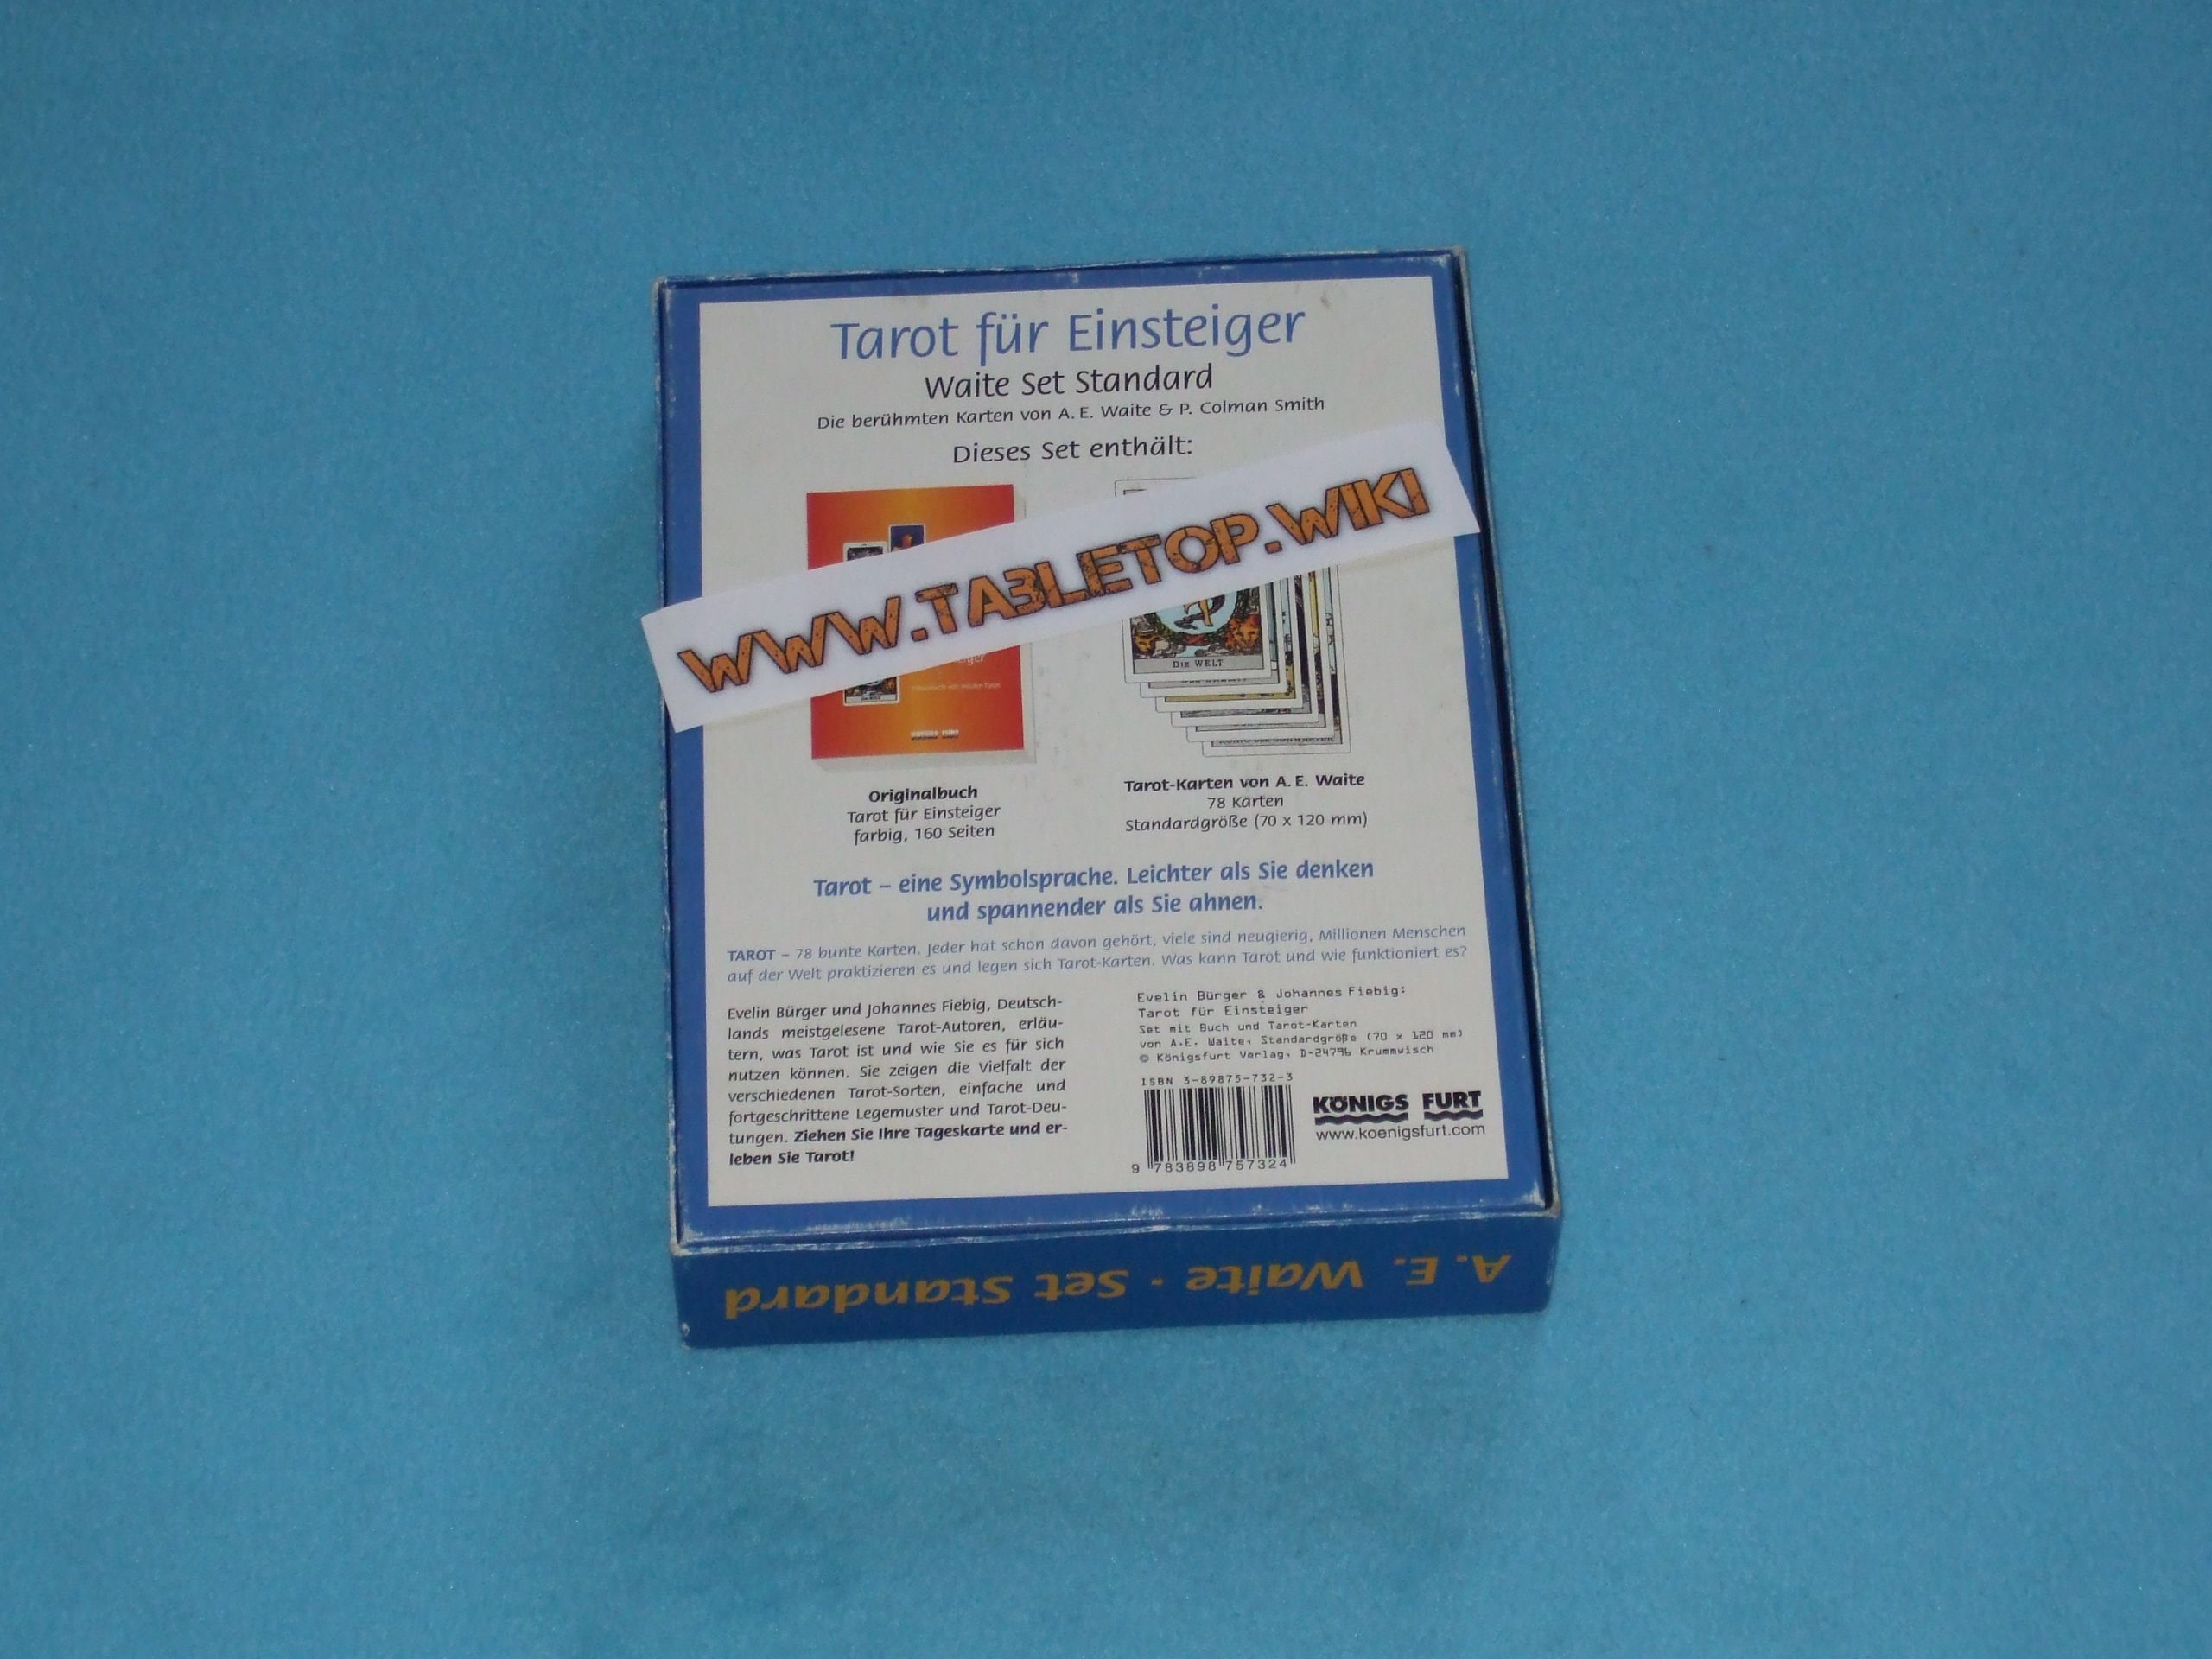 Tarot für Einsteiger
Waite Set Standard
Die berühmten Karten von A. E. Waite & P. Colman Smith
Dieses Set enthält:
WWW.TABLETOP.WIKI
KÖNIGS FURT
DIE WELT
Originalbuch
Tarot für Einsteiger
farbig, 160 Seiten
Tarot-Karten von A. E. Waite
78 Karten
Standardgröße (70 x 120 mm)
Tarot – eine Symbolsprache. Leichter als Sie denken
und spannender als Sie ahnen.
TAROT – 78 bunte Karten. Jeder hat schon davon gehört, viele sind neugierig, Millionen Menschen
auf der Welt praktizieren es und legen sich Tarot-Karten. Was kann Tarot und wie funktioniert es?
Evelin Bürger und Johannes Fiebig, Deutsch-
lands meistgelesene Tarot-Autoren, erläu-
tern, was Tarot ist und wie Sie es für sich
nutzen können. Sie zeigen die Vielfalt der
verschiedenen Tarot-Sorten, einfache und
fortgeschrittene Legemuster und Tarot-Deu-
tungen. Ziehen Sie Ihre Tageskarte und er-
leben Sie Tarot!
Evelin Bürger & Johannes Fiebig:
Tarot für Einsteiger
Set mit Buch und Tarot-Karten
von A.E. Waite, Standardgröße (70 x 120 mm)
© Königsfurt Verlag, D-24796 Krummwisch
ISBN 3-89875-732-3
9 783898 757324
KÖNIGS FURT
www.koenigsfurt.com
A. E. Waite - Set Standard